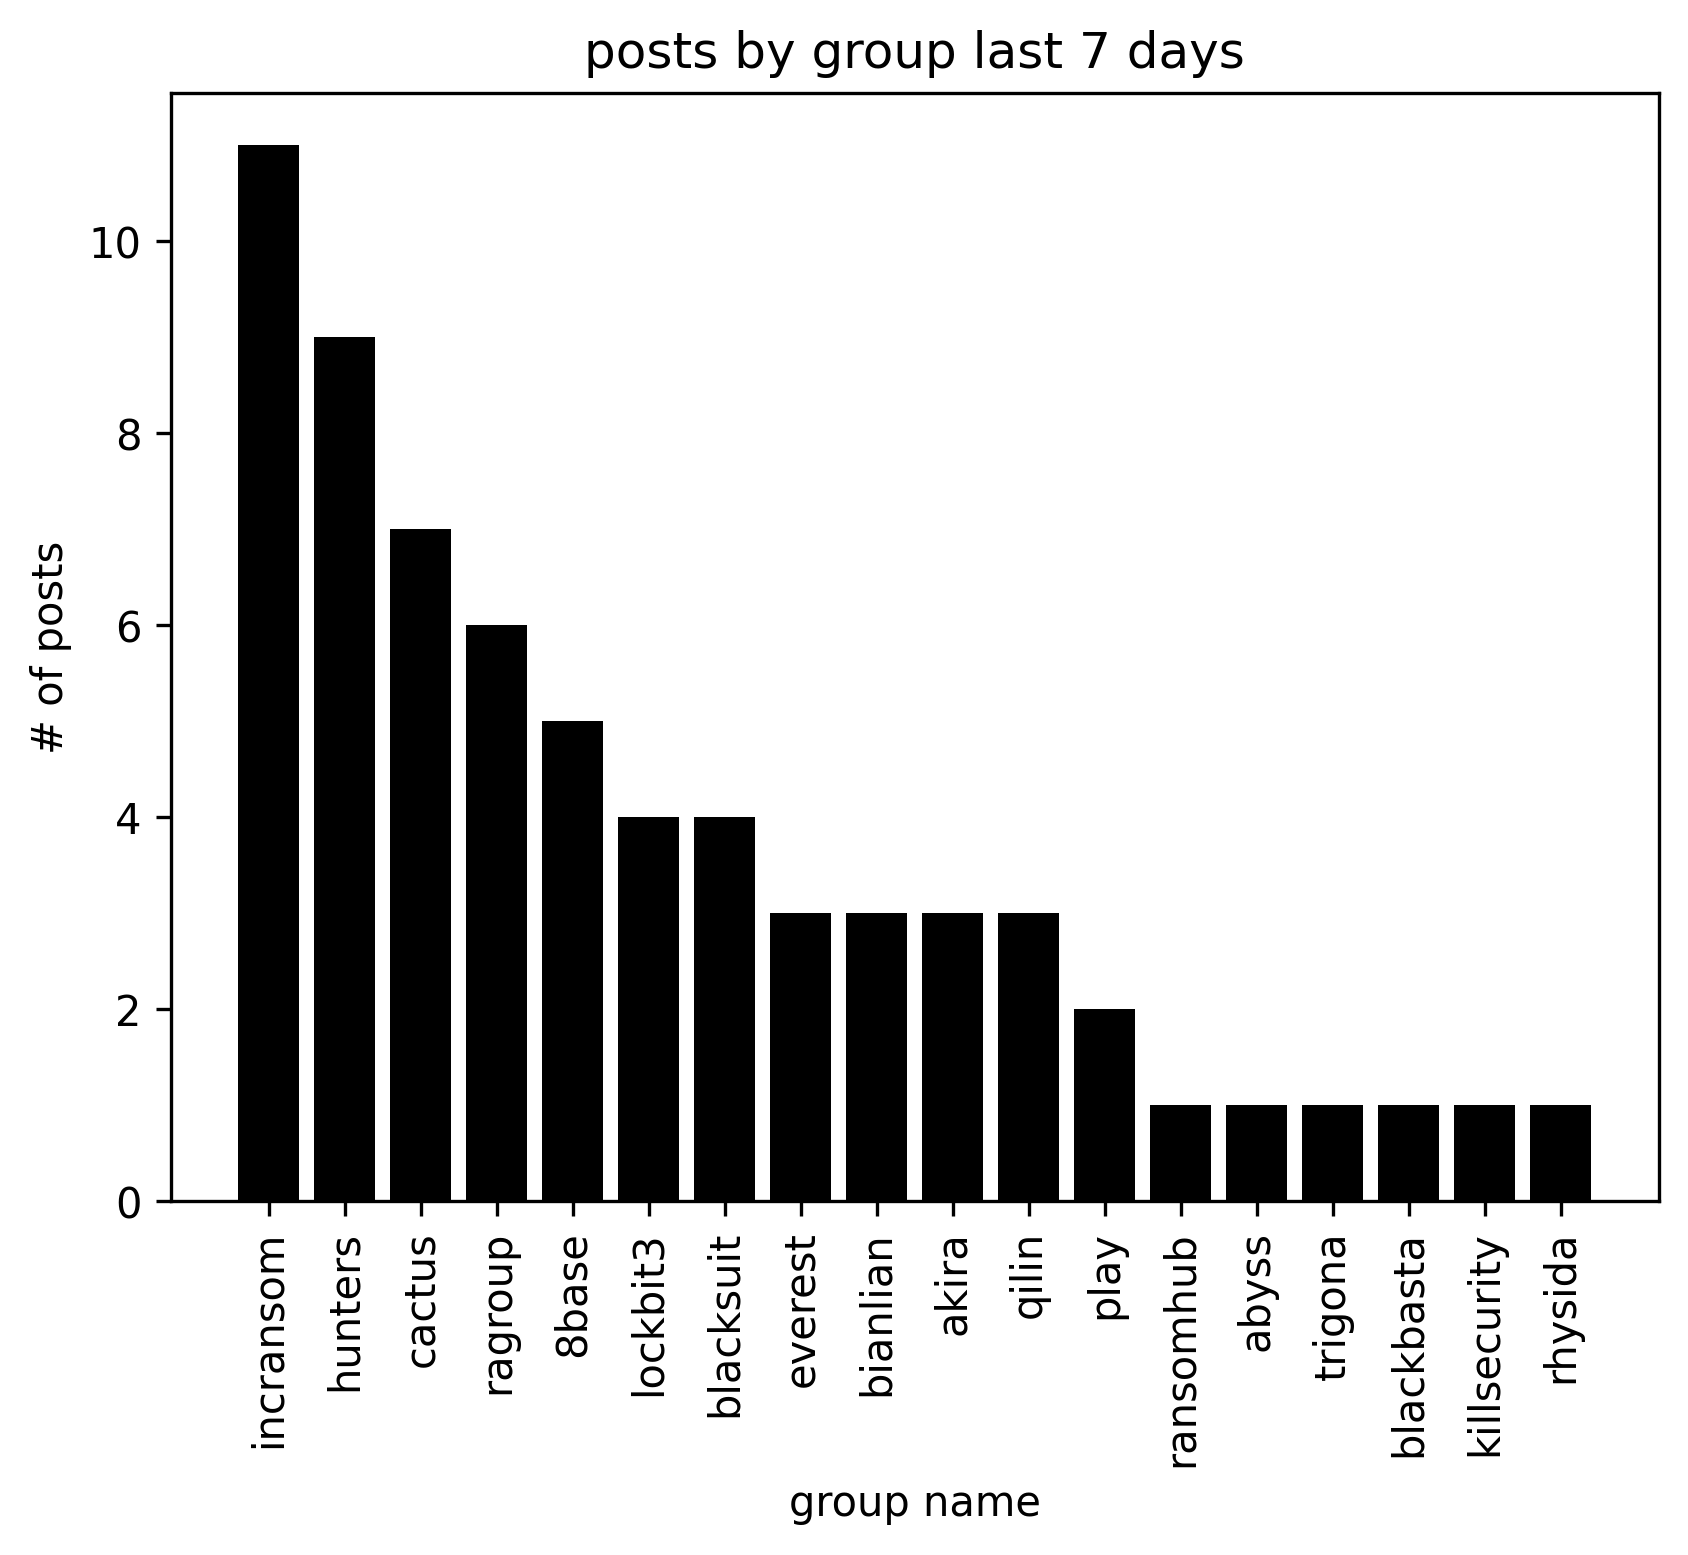 posts by group last 7 days
# of posts
10
8
6
4
2
0
incransom
hunters
cactus
ragroup
8base
lockbit3
blacksuit
everest
bianlian
akira
qilin
play
ransomhub
abyss
trigona
blackbasta
killsecurity
rhysida
group name